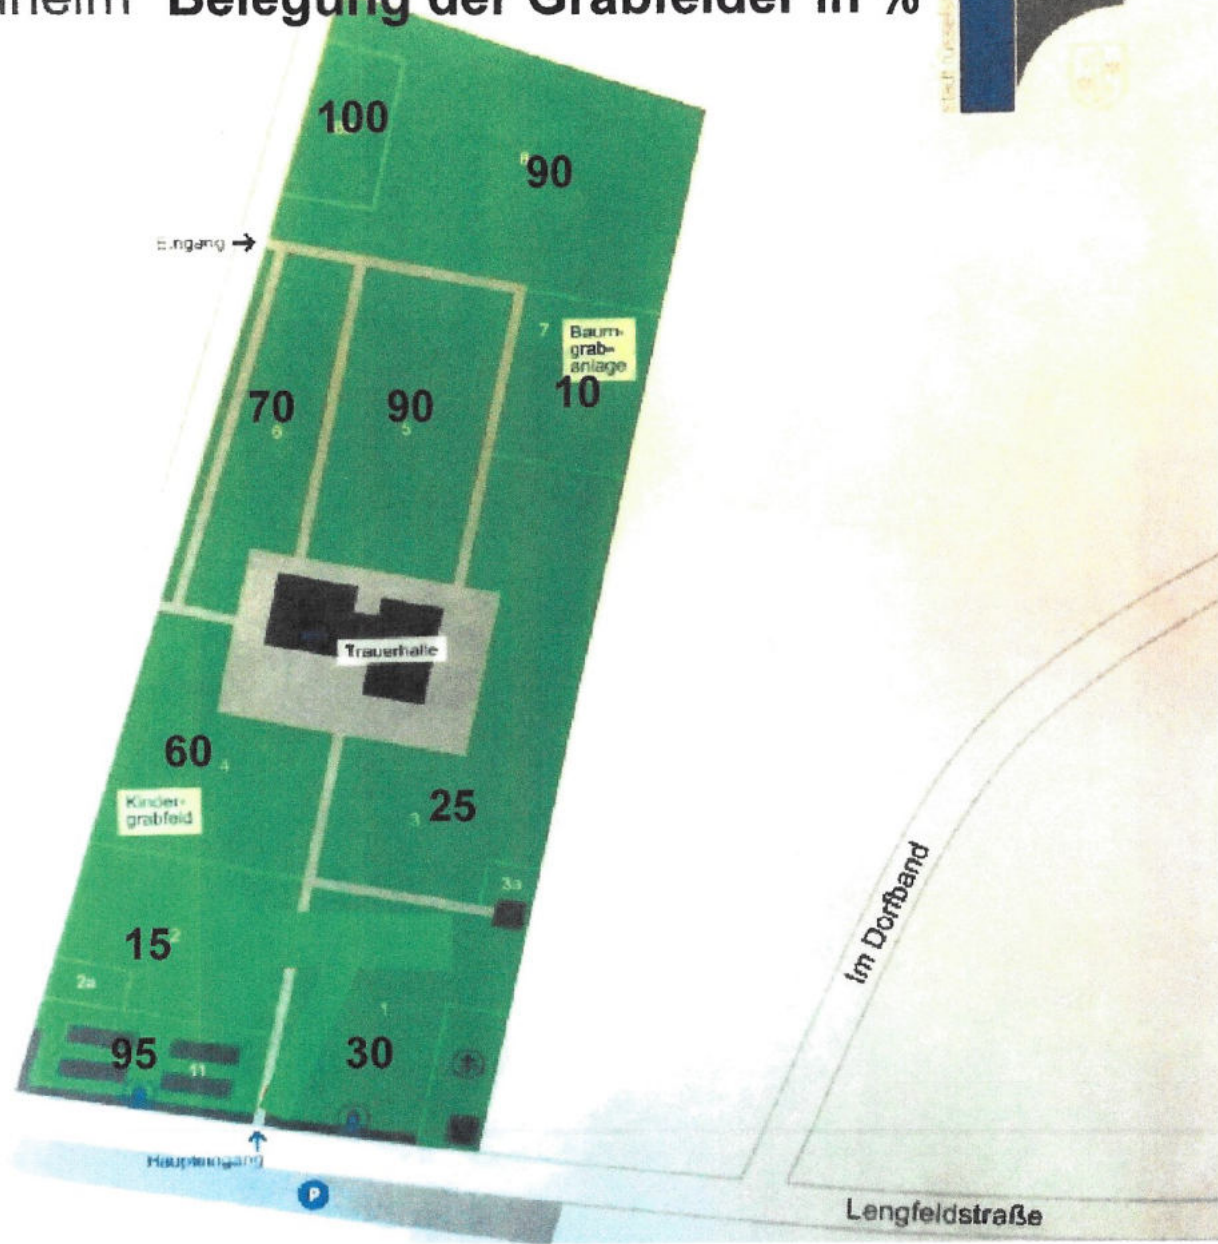 Belegung der Grabfelder in %
100
8
90
Eingang →
7
Baum-
grab-
anlage
10
70
6
90
5
Trauerhalle
60
4
Kinder-
grabfeld
25
3
3a
15
2
2a
1
95
11
30
Im Dorfband
Haupteingang
P
Lengfeldstraße